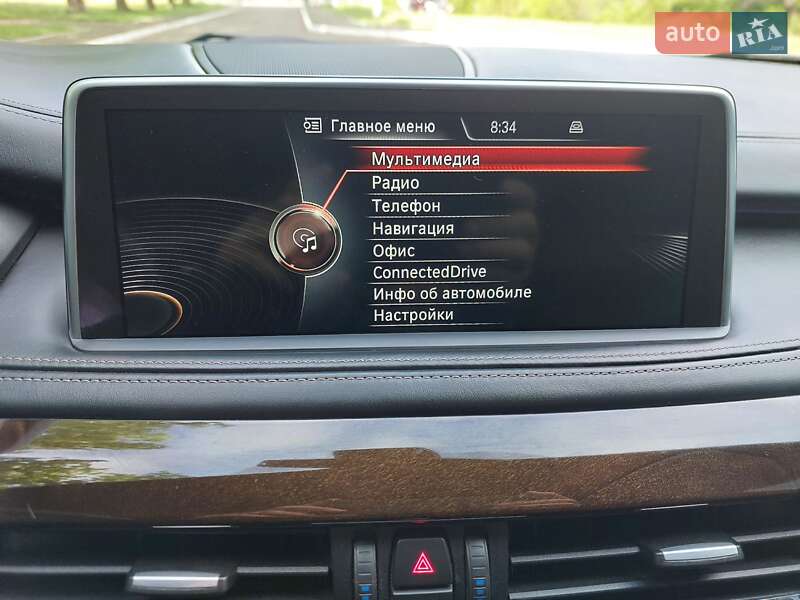 auto RIA
Главное меню 8:34
Мультимедиа
Радио
Телефон
Навигация
Офис
ConnectedDrive
Инфо об автомобиле
Настройки